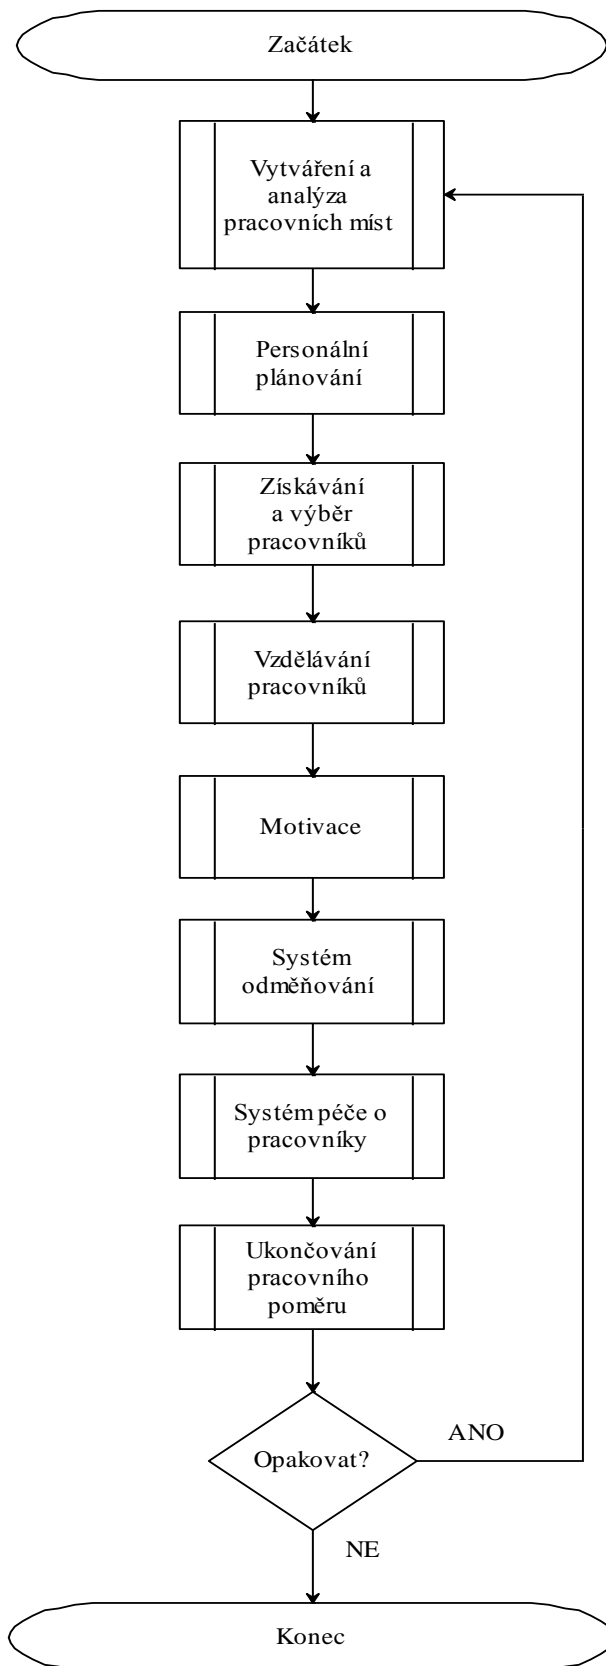 Začátek
Vytváření a
analýza
pracovních míst
Personální
plánování
Získávání
a výběr
pracovníků
Vzdělávání
pracovníků
Motivace
Systém
odměňování
Systém péče o
pracovníky
Ukončování
pracovního
poměru
Opakovat?
ANO
NE
Konec